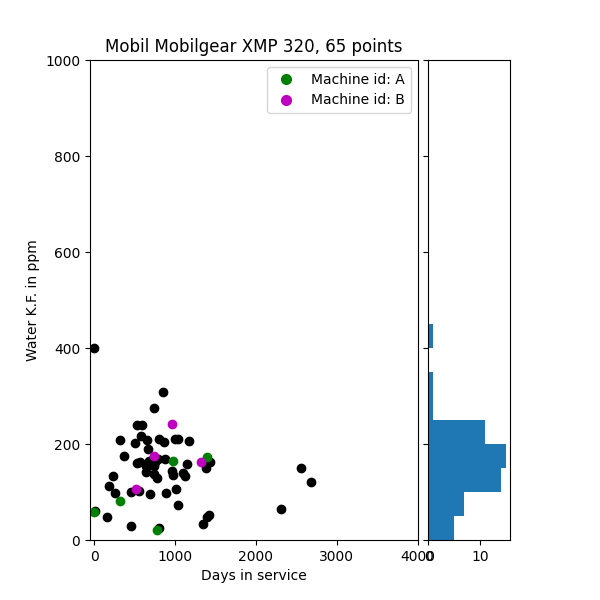 Mobil Mobilgear XMP 320, 65 points
Machine id: A
Machine id: B
1000
800
600
400
200
0
Water K.F. in ppm
0 1000 2000 3000 4000
0 10
Days in service